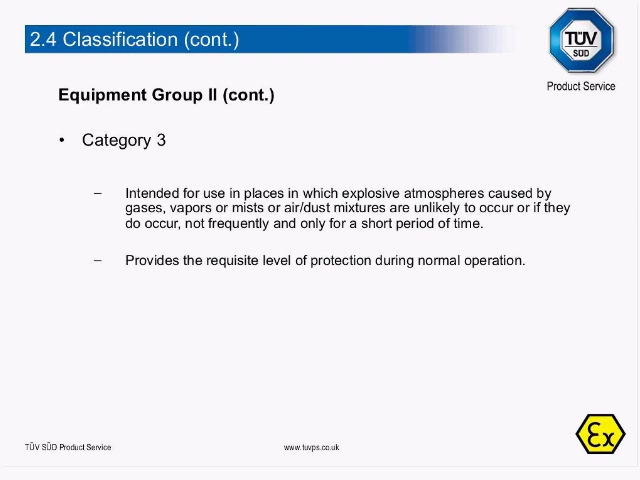 2.4 Classification (cont.)
TÜV
SÜD
Product Service
Equipment Group II (cont.)
• Category 3
– Intended for use in places in which explosive atmospheres caused by
gases, vapors or mists or air/dust mixtures are unlikely to occur or if they
do occur, not frequently and only for a short period of time.
– Provides the requisite level of protection during normal operation.
TÜV SÜD Product Service
www.tuvps.co.uk
Ex